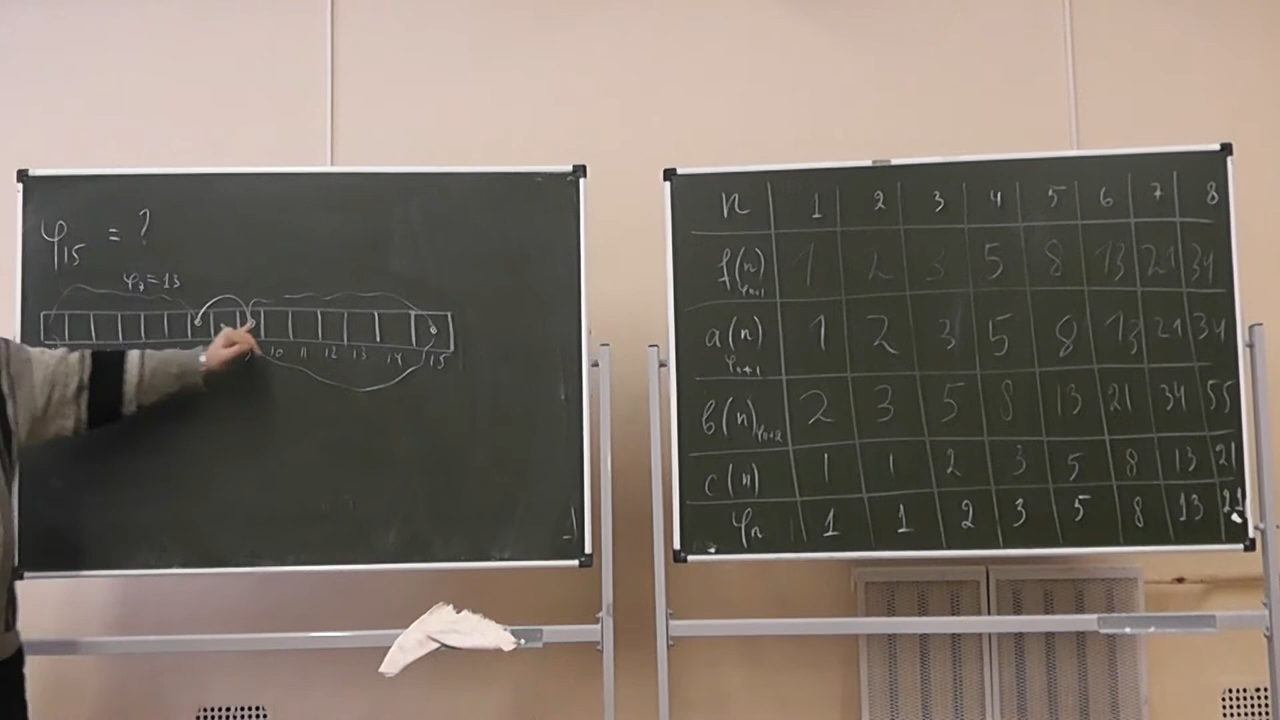 φ₁₅ = ?
φ₇ = 13
10 11 12 13 14 15
n 1 2 3 4 5 6 7 8
f(n) φₙ₊₁ 1 2 3 5 8 13 21 34
a(n) φₙ₊₁ 1 2 3 5 8 13 21 34
b(n) φₙ₊₂ 2 3 5 8 13 21 34 55
c(n) 1 1 2 3 5 8 13 21
φₙ 1 1 2 3 5 8 13 21